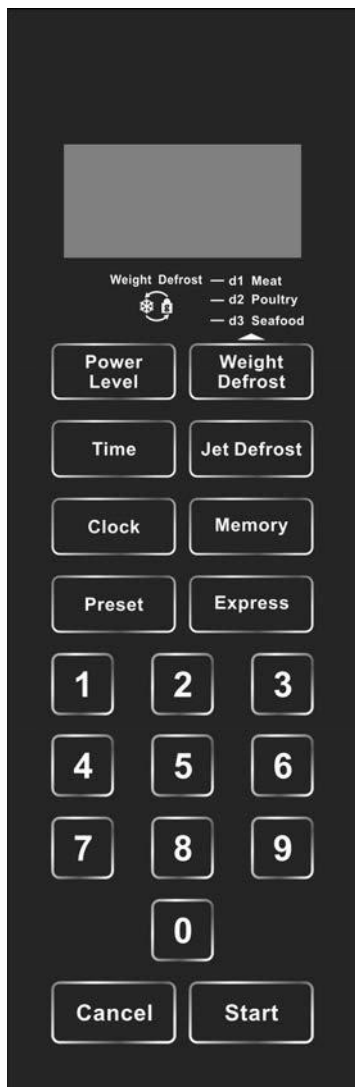 Weight Defrost — d1 Meat
— d2 Poultry
— d3 Seafood
Power
Level
Weight
Defrost
Time
Jet Defrost
Clock
Memory
Preset
Express
1 2 3
4 5 6
7 8 9
0
Cancel
Start